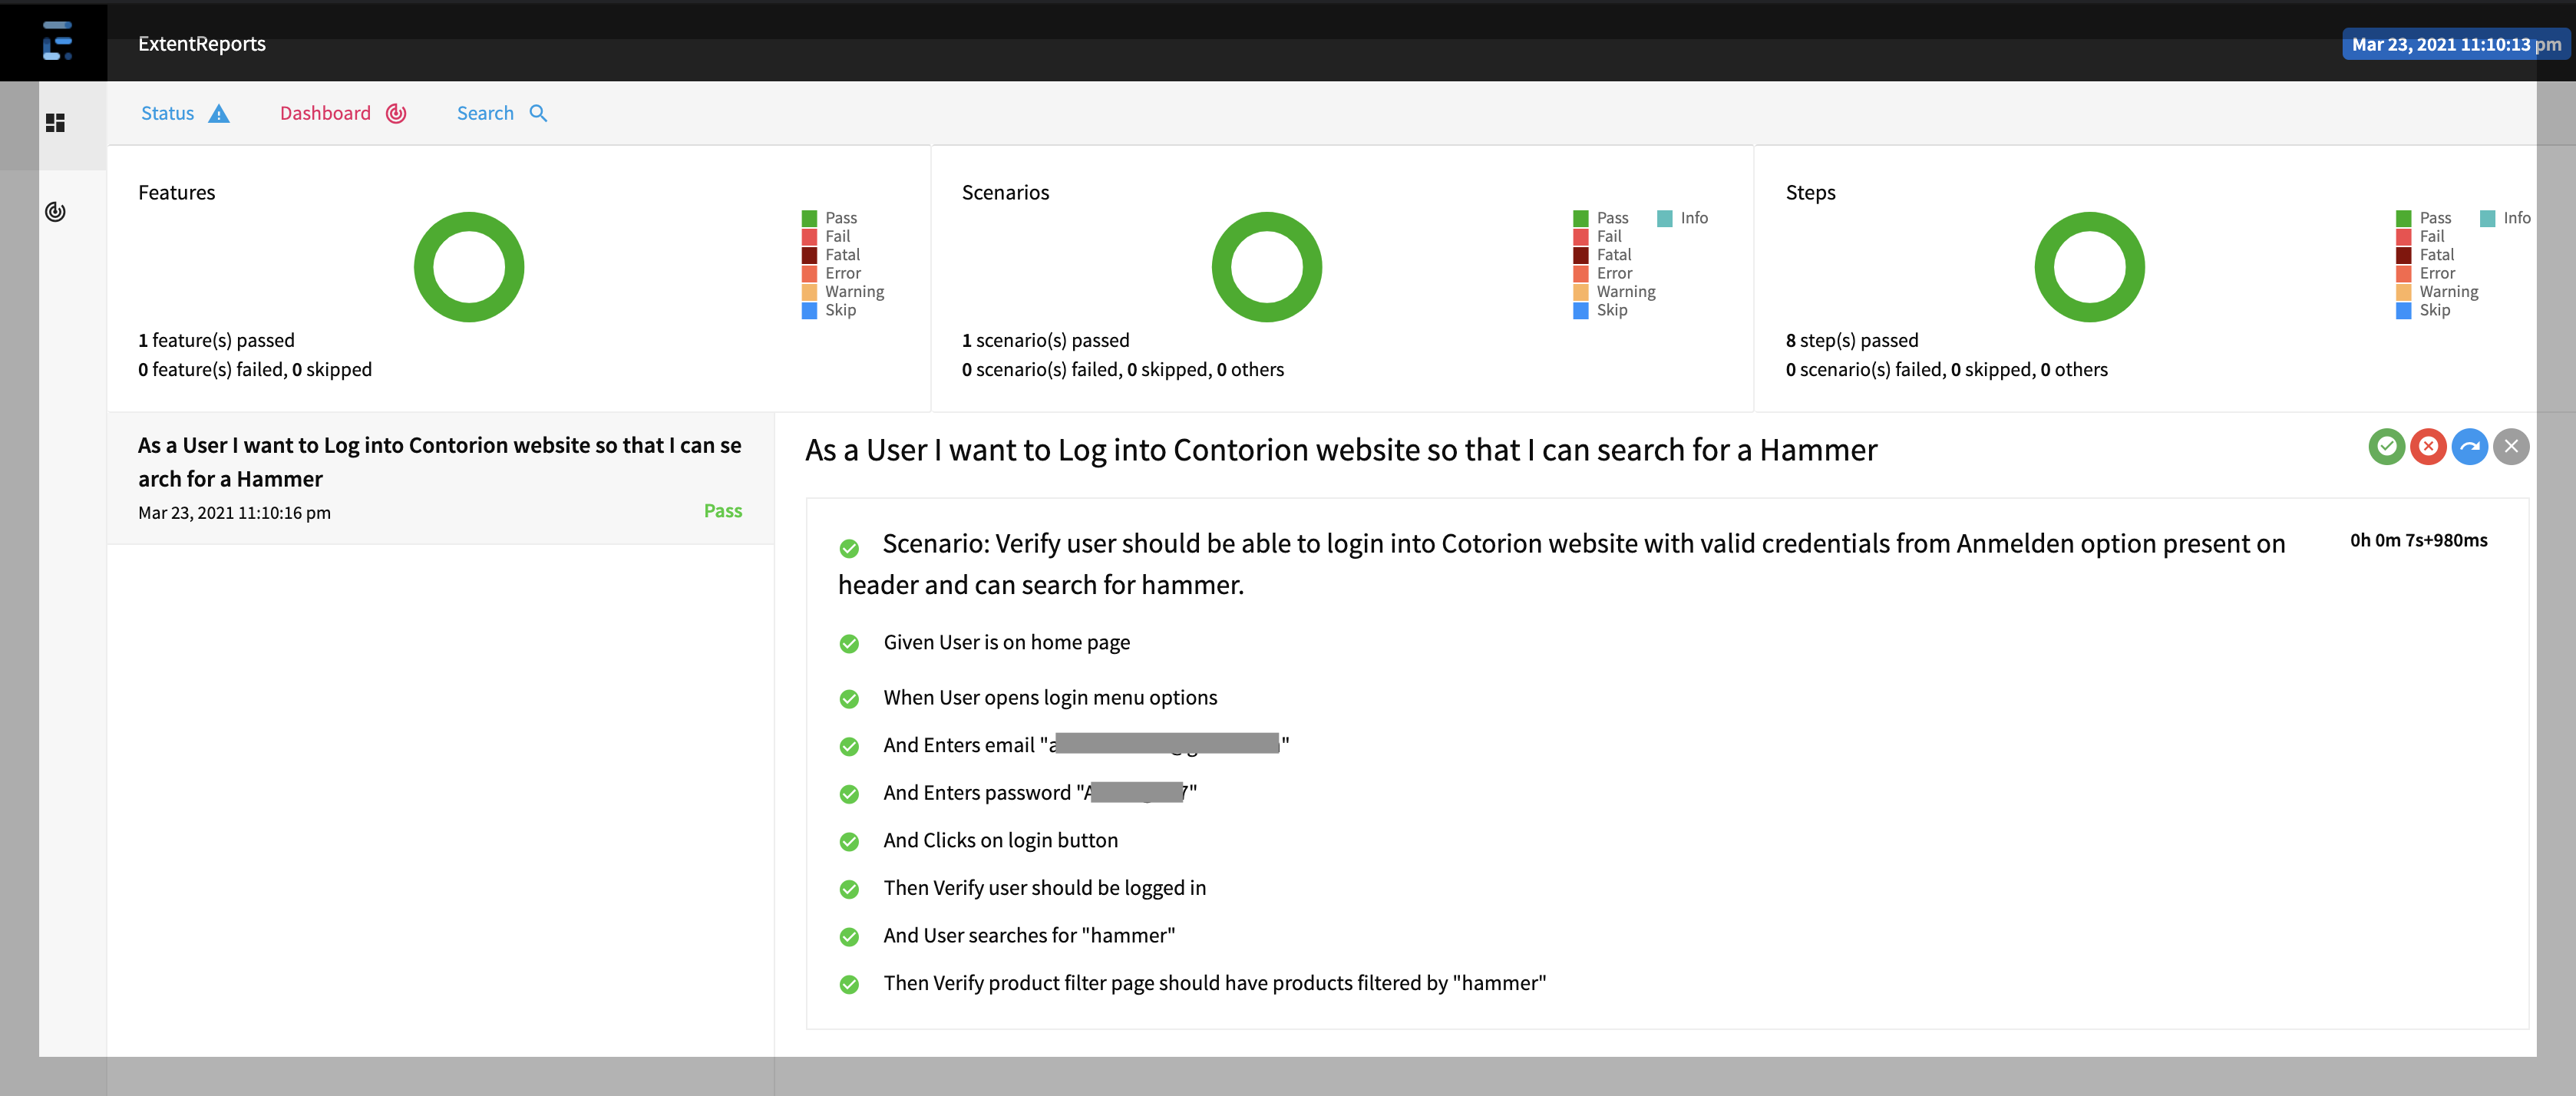 ExtentReports
Mar 23, 2021 11:10:13 pm
Status
Dashboard
Search
Features
Pass
Fail
Fatal
Error
Warning
Skip
1 feature(s) passed
0 feature(s) failed, 0 skipped
Scenarios
Pass
Info
Fail
Fatal
Error
Warning
Skip
1 scenario(s) passed
0 scenario(s) failed, 0 skipped, 0 others
Steps
Pass
Info
Fail
Fatal
Error
Warning
Skip
8 step(s) passed
0 scenario(s) failed, 0 skipped, 0 others
As a User I want to Log into Contorion website so that I can se
arch for a Hammer
Mar 23, 2021 11:10:16 pm
Pass
As a User I want to Log into Contorion website so that I can search for a Hammer
Scenario: Verify user should be able to login into Cotorion website with valid credentials from Anmelden option present on
header and can search for hammer.
0h 0m 7s+980ms
Given User is on home page
When User opens login menu options
And Enters email "
"
And Enters password "
"
And Clicks on login button
Then Verify user should be logged in
And User searches for "hammer"
Then Verify product filter page should have products filtered by "hammer"